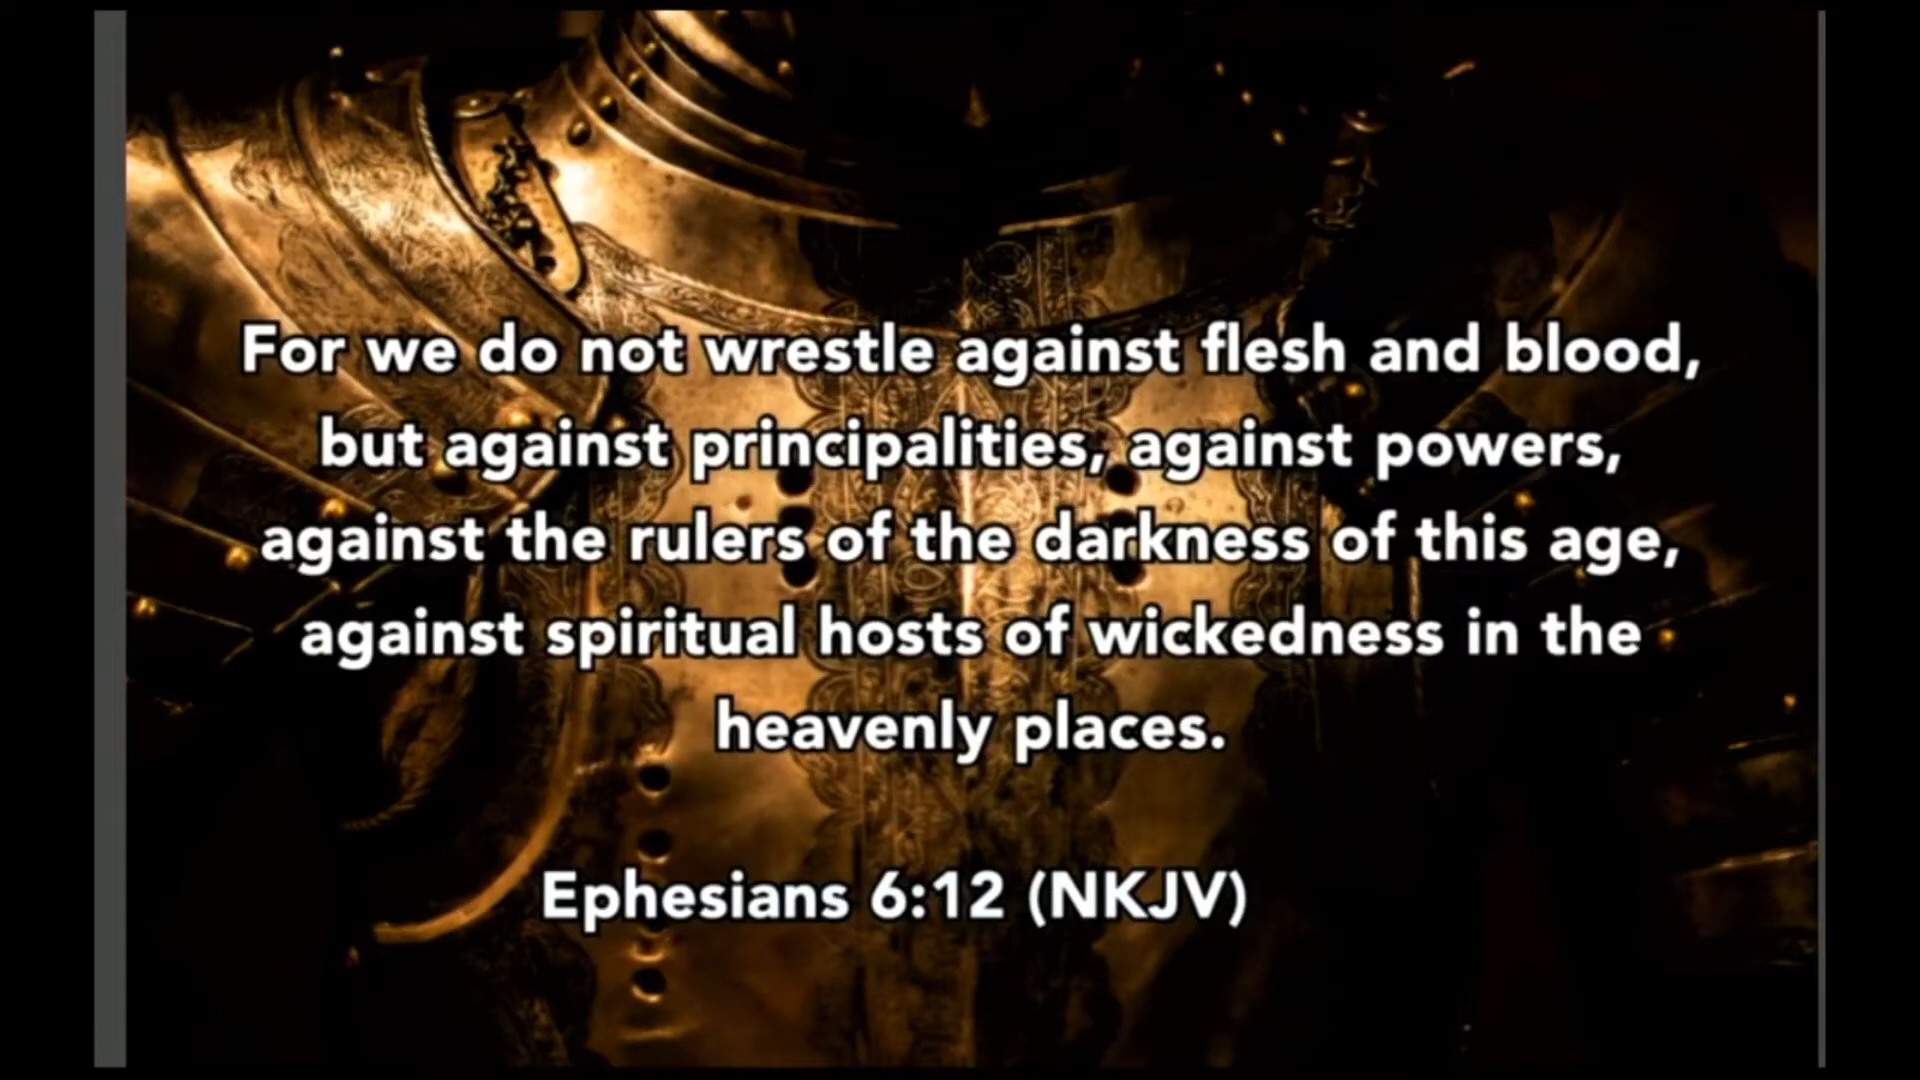 For we do not wrestle against flesh and blood,
but against principalities, against powers,
against the rulers of the darkness of this age,
against spiritual hosts of wickedness in the
heavenly places.
Ephesians 6:12 (NKJV)